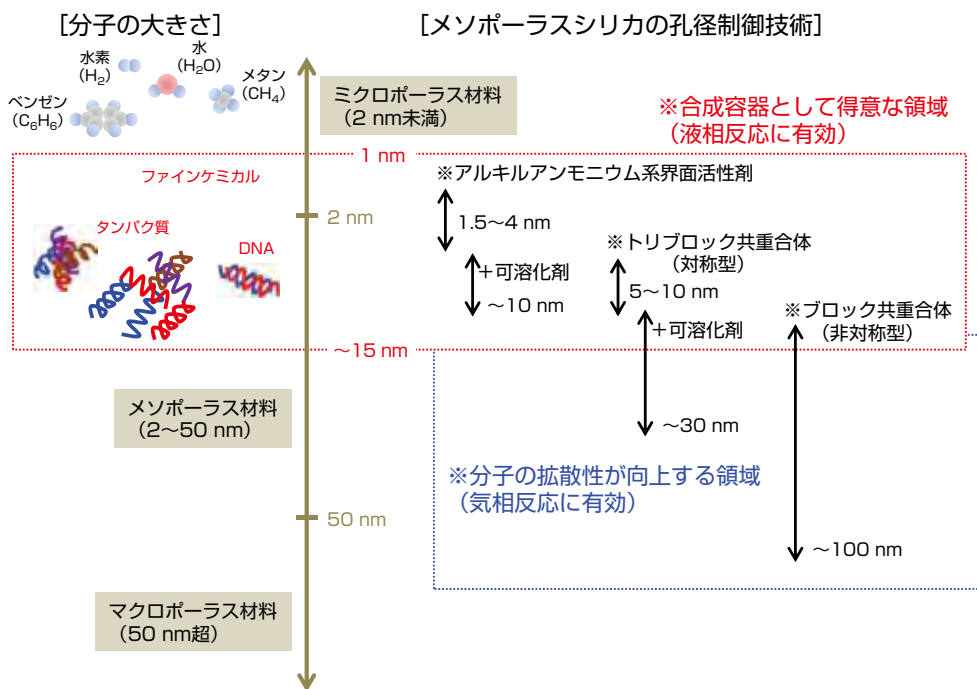 [分子の大きさ]
[メソポーラスシリカの孔径制御技術]
水素
(H2)
水
(H2O)
メタン
(CH4)
ベンゼン
(C6H6)
ミクロポーラス材料
(2 nm未満)
※合成容器として得意な領域
(液相反応に有効)
1 nm
ファインケミカル
※アルキルアンモニウム系界面活性剤
2 nm
1.5～4 nm
タンパク質
DNA
※トリブロック共重合体
(対称型)
＋可溶化剤
～10 nm
5～10 nm
※ブロック共重合体
(非対称型)
＋可溶化剤
～15 nm
メソポーラス材料
(2～50 nm)
～30 nm
※分子の拡散性が向上する領域
(気相反応に有効)
50 nm
～100 nm
マクロポーラス材料
(50 nm超)